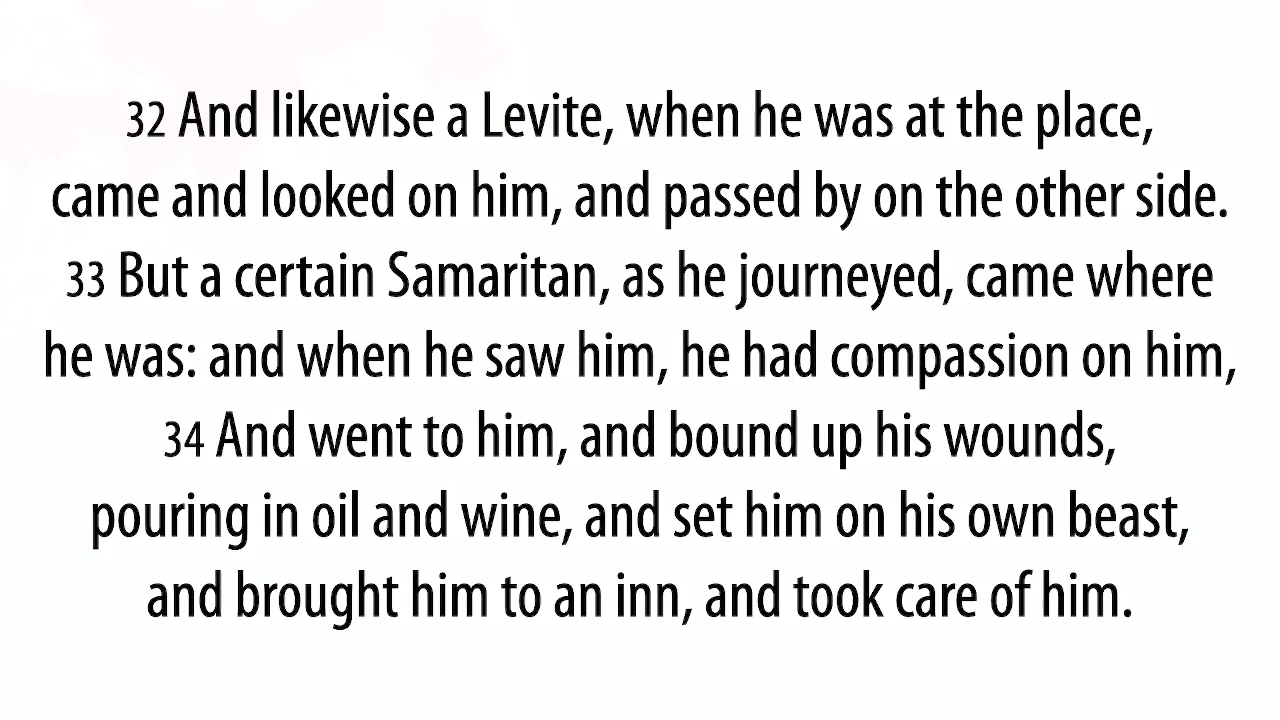 32 And likewise a Levite, when he was at the place,
came and looked on him, and passed by on the other side.
33 But a certain Samaritan, as he journeyed, came where
he was: and when he saw him, he had compassion on him,
34 And went to him, and bound up his wounds,
pouring in oil and wine, and set him on his own beast,
and brought him to an inn, and took care of him.